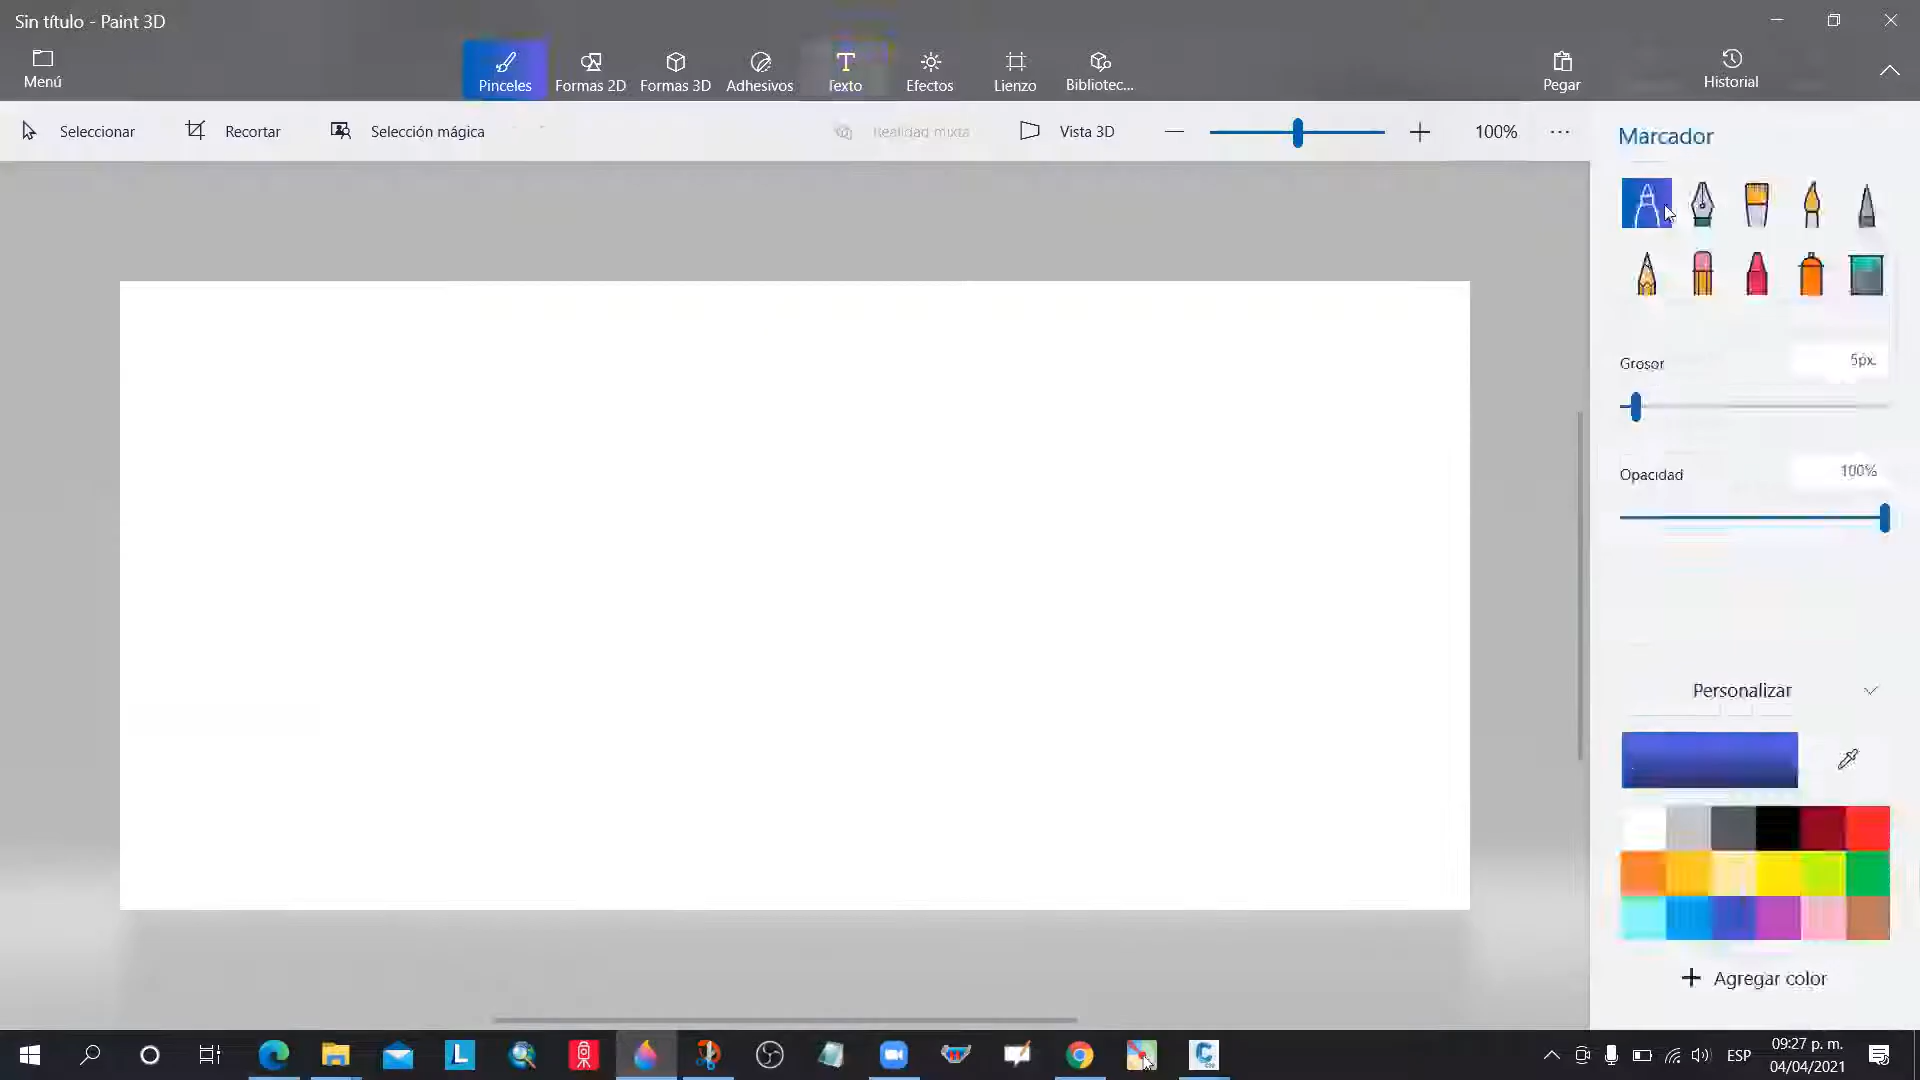 Sin título - Paint 3D
Menú
Pinceles
Formas 2D
Formas 3D
Adhesivos
Texto
Efectos
Lienzo
Bibliotec...
Pegar
Historial
Seleccionar
Recortar
Selección mágica
Realidad mixta
Vista 3D
100%
Marcador
Grosor
5px.
Opacidad
100%
Personalizar
Agregar color
L
ESP
09:27 p. m.
04/04/2021